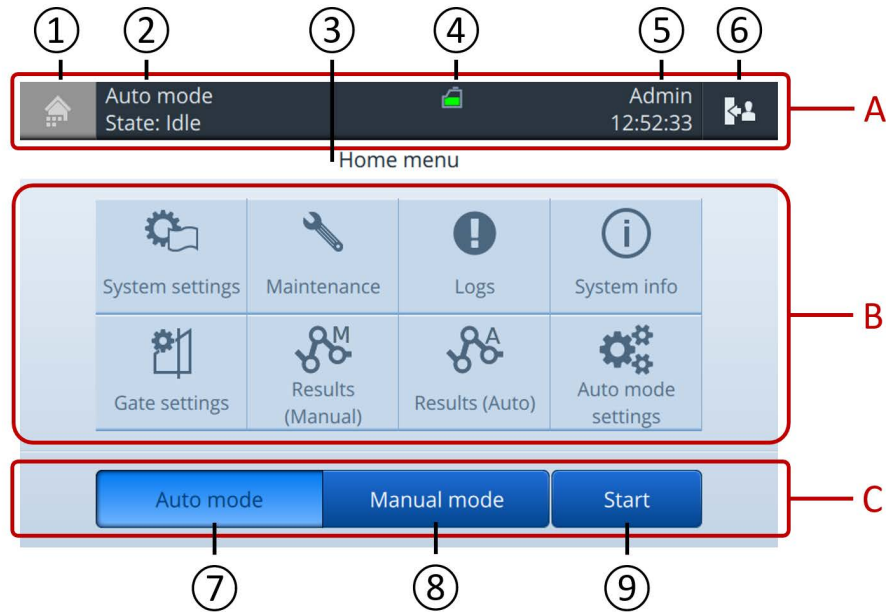 ① ② ③ ④ ⑤ ⑥
Auto mode
State: Idle
Admin
12:52:33
A
Home menu
System settings
Maintenance
Logs
System info
B
M
A
Gate settings
Results
(Manual)
Results (Auto)
Auto mode
settings
Auto mode
Manual mode
Start
C
⑦ ⑧ ⑨